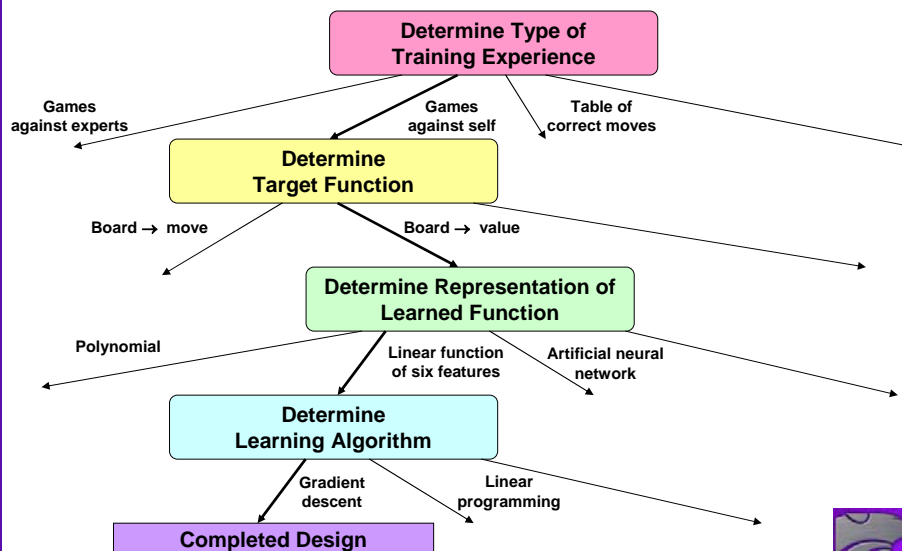 Determine Type of
Training Experience
Games
against experts
Games
against self
Table of
correct moves
Determine
Target Function
Board → move
Board → value
Determine Representation of
Learned Function
Polynomial
Linear function
of six features
Artificial neural
network
Determine
Learning Algorithm
Gradient
descent
Linear
programming
Completed Design